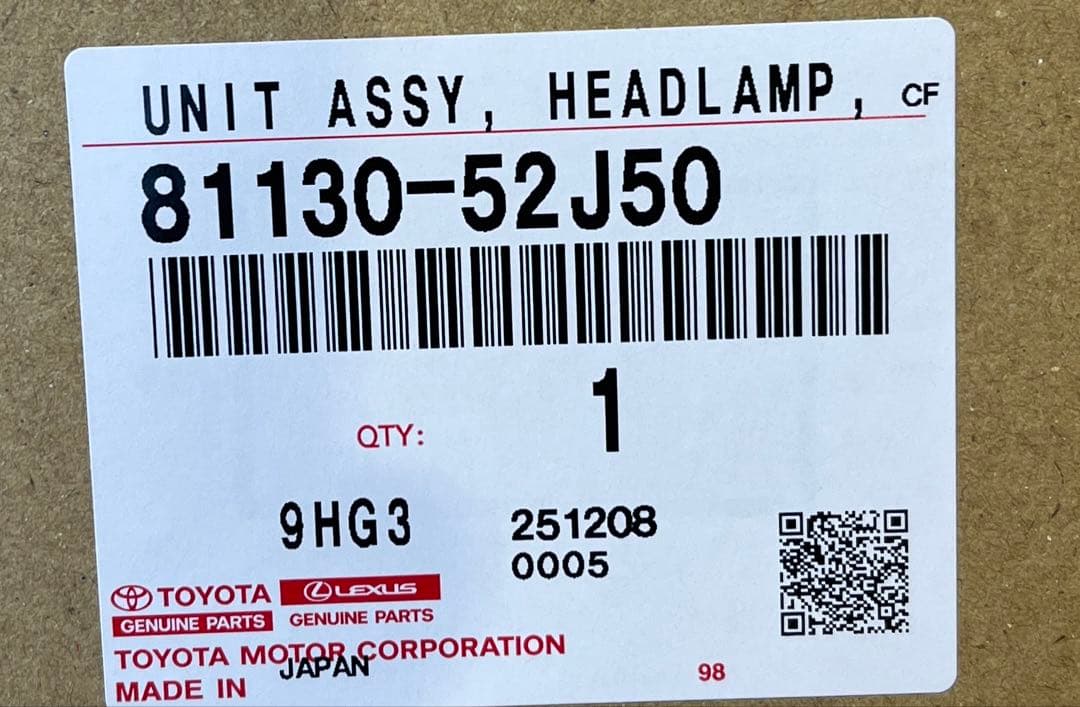 UNIT ASSY, HEADLAMP, CF
81130-52J50
QTY: 1
9HG3 251208
0005
TOYOTA LEXUS
GENUINE PARTS GENUINE PARTS
TOYOTA MOTOR CORPORATION
MADE IN JAPAN
98